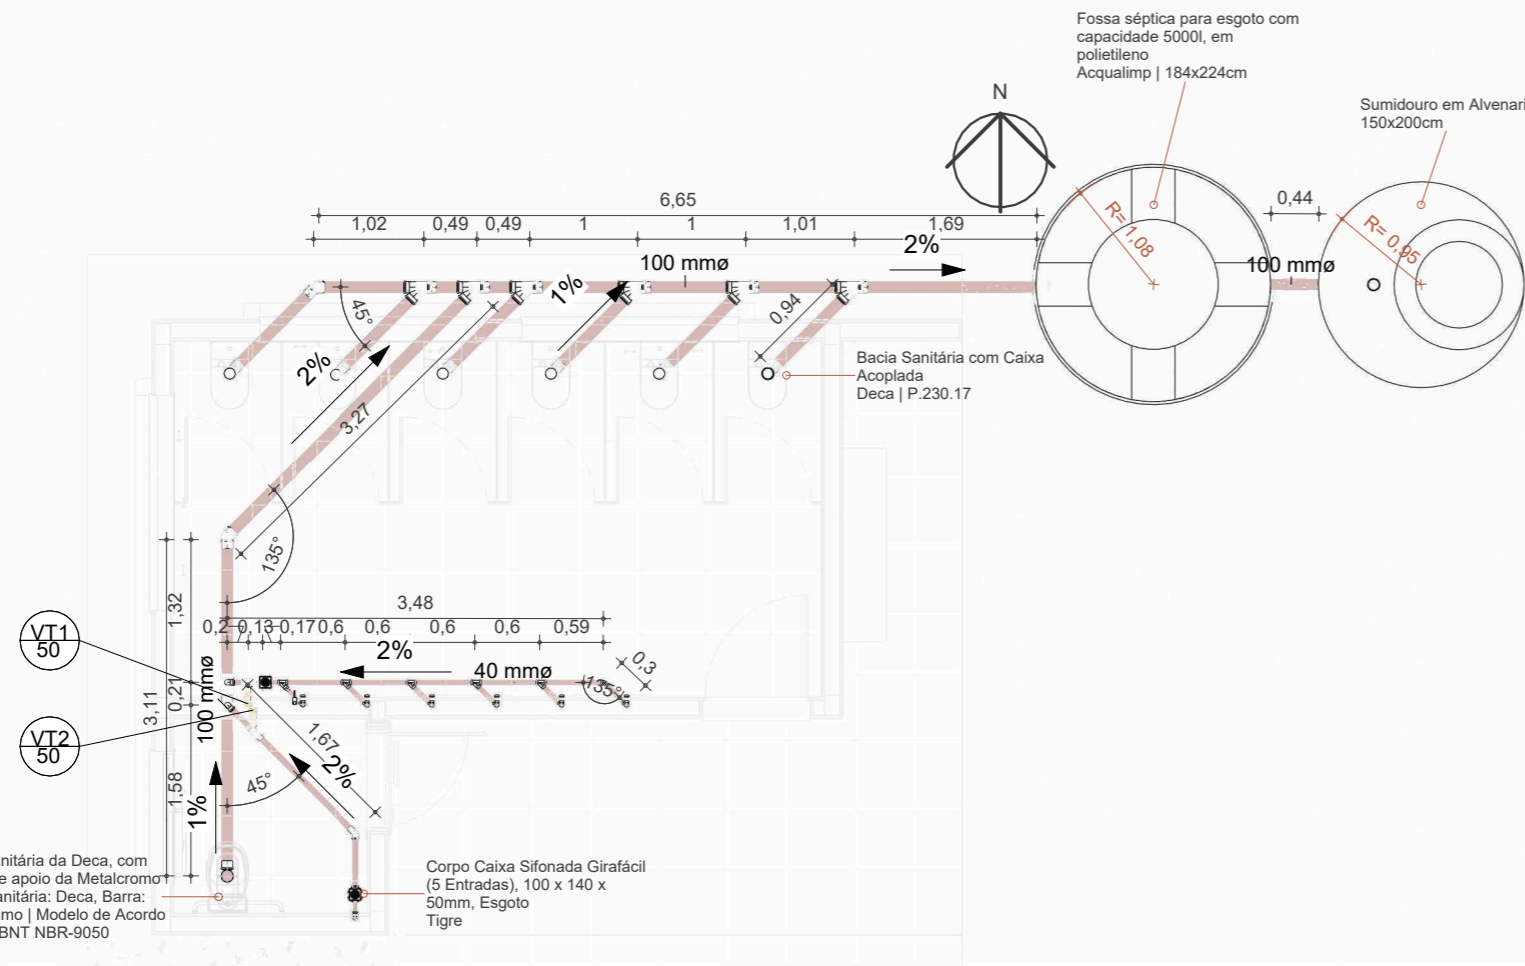 Fossa séptica para esgoto com
capacidade 5000l, em
polietileno
Acqualimp | 184x224cm
N
Sumidouro em Alvenari
150x200cm
6,65
0,44
1,02
0,49
0,49
1
1
1,01
1,69
2%
R= 1,08
R= 0,95
100 mmø
100 mmø
1%
45°
0,94
2%
Bacia Sanitária com Caixa
Acoplada
Deca | P.230.17
3,27
135°
1,32
3,48
0,2
0,13
0,17
0,6
0,6
0,6
0,6
0,59
VT1
50
2%
40 mmø
0,3
135°
3,11
0,21
100 mmø
VT2
50
1,67
2%
45°
1,58
1%
nitária da Deca, com
e apoio da Metalcromo
anitária: Deca, Barra:
mo | Modelo de Acordo
BNT NBR-9050
Corpo Caixa Sifonada Girafácil
(5 Entradas), 100 x 140 x
50mm, Esgoto
Tigre